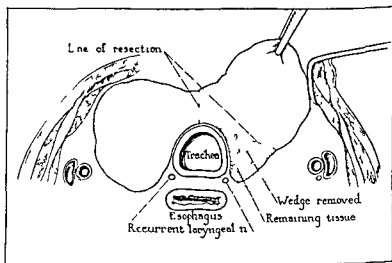 Line of resection
Trachea
Wedge removed
Remaining tissue
Esophagus
Recurrent laryngeal n